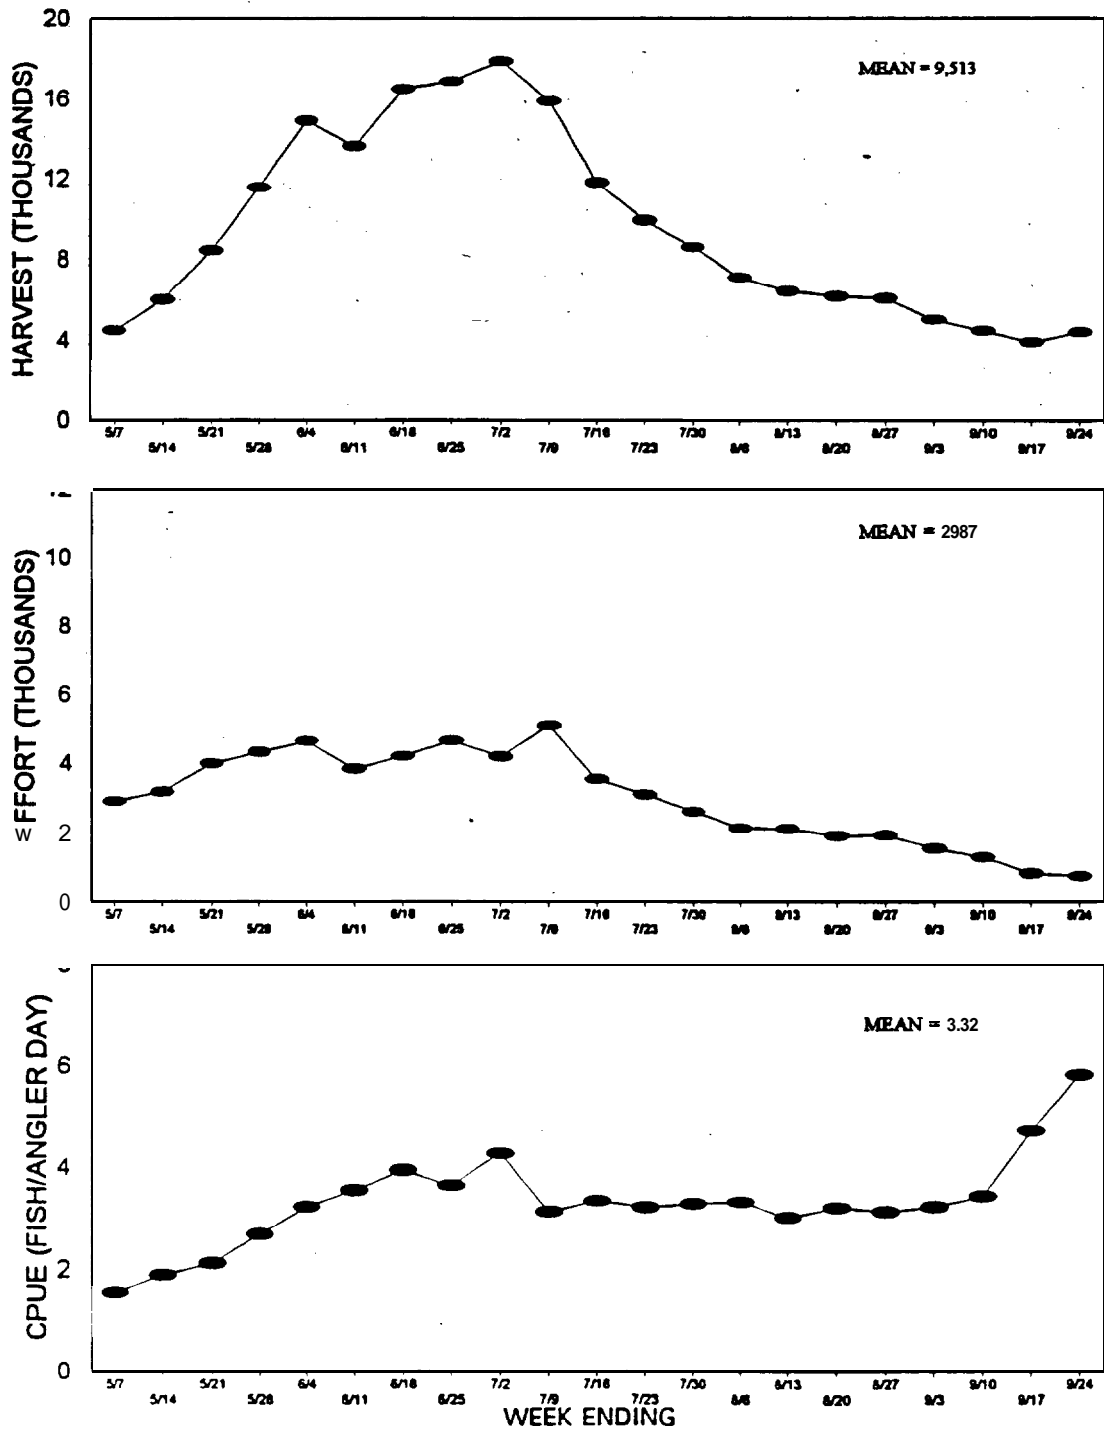 HARVEST (THOUSANDS)
20
16
12
8
4
0
MEAN = 9,513
5/7 5/21 6/4 6/18 7/2 7/16 7/30 8/13 8/27 9/10 9/24
5/14 5/28 6/11 6/25 7/9 7/23 8/6 8/20 9/3 9/17
FFORT (THOUSANDS)
10
8
6
4
2
0
MEAN = 2987
5/7 5/21 6/4 6/18 7/2 7/16 7/30 8/13 8/27 9/10 9/24
5/14 5/28 6/11 6/25 7/9 7/23 8/6 8/20 9/3 9/17
CPUE (FISH/ANGLER DAY)
6
4
2
0
MEAN = 3.32
5/7 5/21 6/4 6/18 7/2 7/16 7/30 8/13 8/27 9/10 9/24
5/14 5/28 6/11 6/25 7/9 7/23 8/6 8/20 9/3 9/17
WEEK ENDING